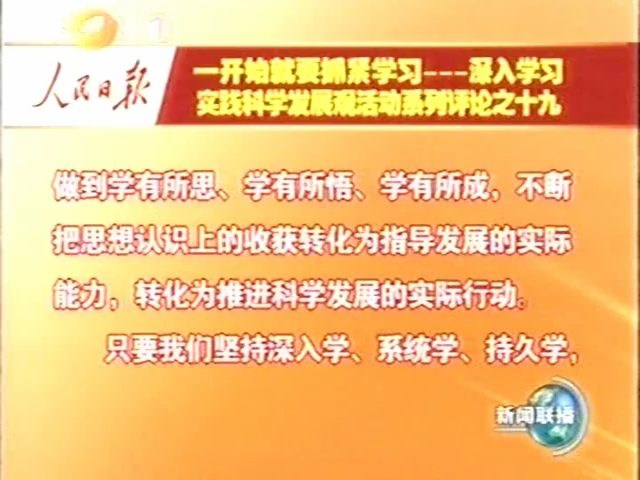 1
人民日报
一开始就要抓紧学习---深入学习
实践科学发展观活动系列评论之十九
做到学有所思、学有所悟、学有所成，不断
把思想认识上的收获转化为指导发展的实际
能力，转化为推进科学发展的实际行动。
只要我们坚持深入学、系统学、持久学，
新闻联播